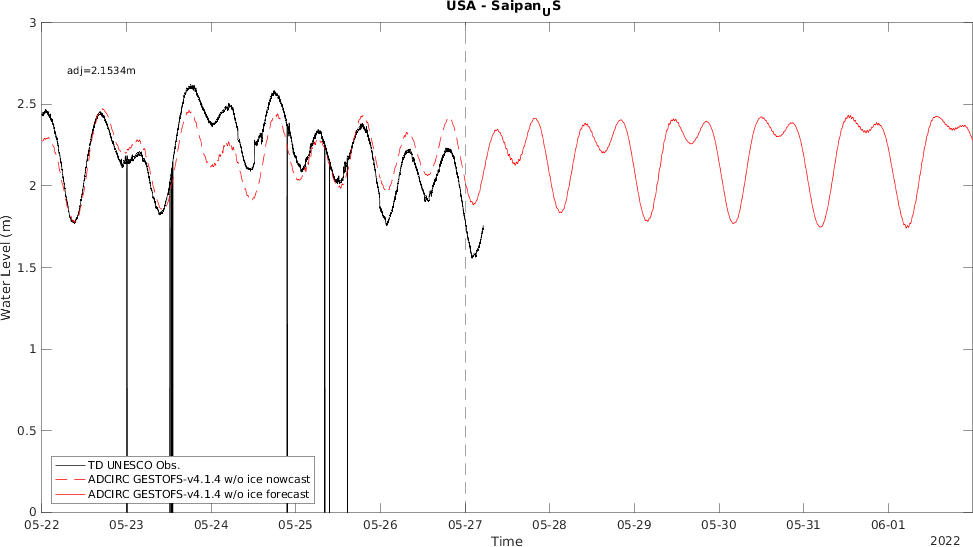 USA - Saipan_US
3
adj=2.1534m
2.5
2
1.5
1
0.5
0
Water Level (m)
TD UNESCO Obs.
ADCIRC GESTOFS-v4.1.4 w/o ice nowcast
ADCIRC GESTOFS-v4.1.4 w/o ice forecast
05-22 05-23 05-24 05-25 05-26 05-27 05-28 05-29 05-30 05-31 06-01
Time
2022